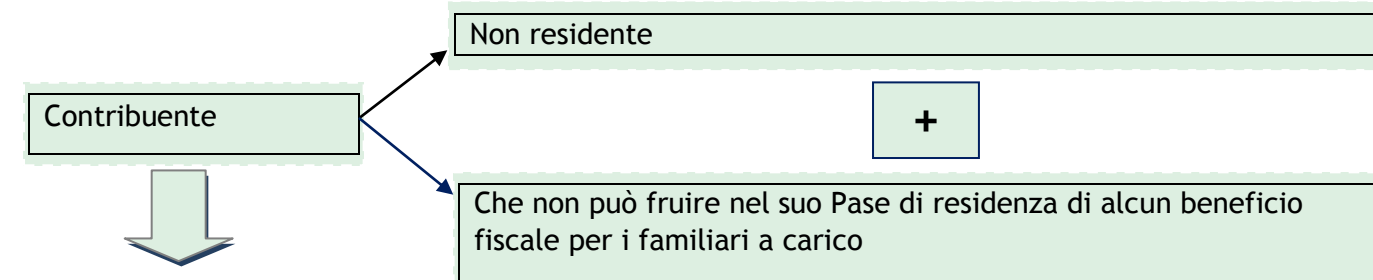 Non residente
Contribuente
+
Che non può fruire nel suo Pase di residenza di alcun beneficio
fiscale per i familiari a carico